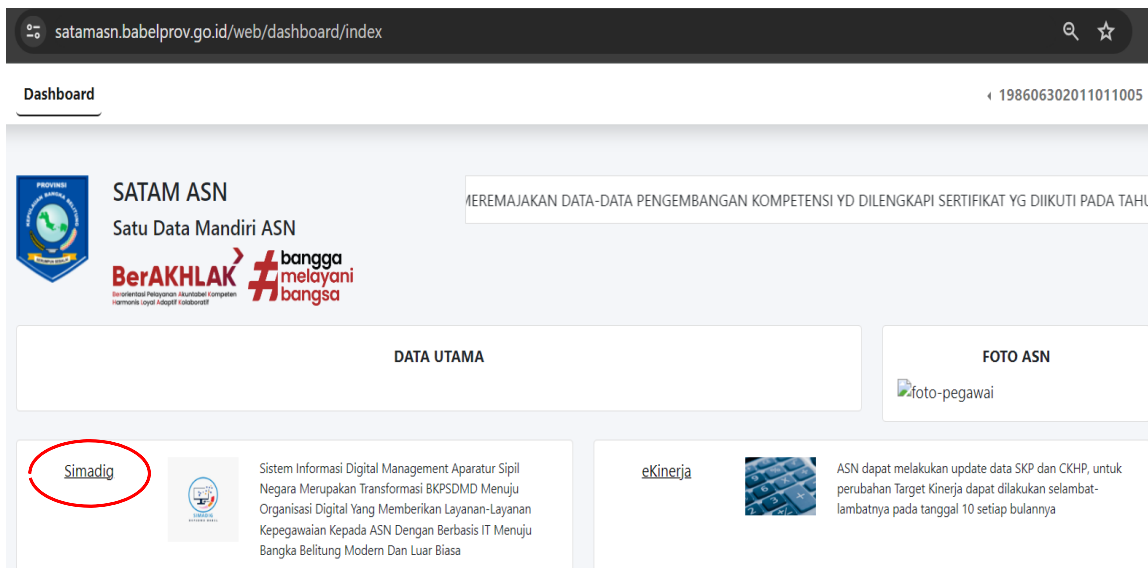 satamasn.babelprov.go.id/web/dashboard/index
Dashboard
198606302011011005
PROVINSI
KEPULAUAN BANGKA BELITUNG
SATAM ASN
Satu Data Mandiri ASN
MEREMAJAKAN DATA-DATA PENGEMBANGAN KOMPETENSI YD DILENGKAPI SERTIFIKAT YG DIIKUTI PADA TAHU
BerAKHLAK
Berorientasi Pelayanan Akuntabel Kompeten
Harmonis Loyal Adaptif Kolaboratif
#bangga
melayani
bangsa
DATA UTAMA
FOTO ASN
foto-pegawai
Simadig
SIMADIG
Sistem Informasi Digital Management Aparatur Sipil
Negara Merupakan Transformasi BKPSDMD Menuju
Organisasi Digital Yang Memberikan Layanan-Layanan
Kepegawaian Kepada ASN Dengan Berbasis IT Menuju
Bangka Belitung Modern Dan Luar Biasa
eKinerja
ASN dapat melakukan update data SKP dan CKHP, untuk
perubahan Target Kinerja dapat dilakukan selambat-
lambatnya pada tanggal 10 setiap bulannya